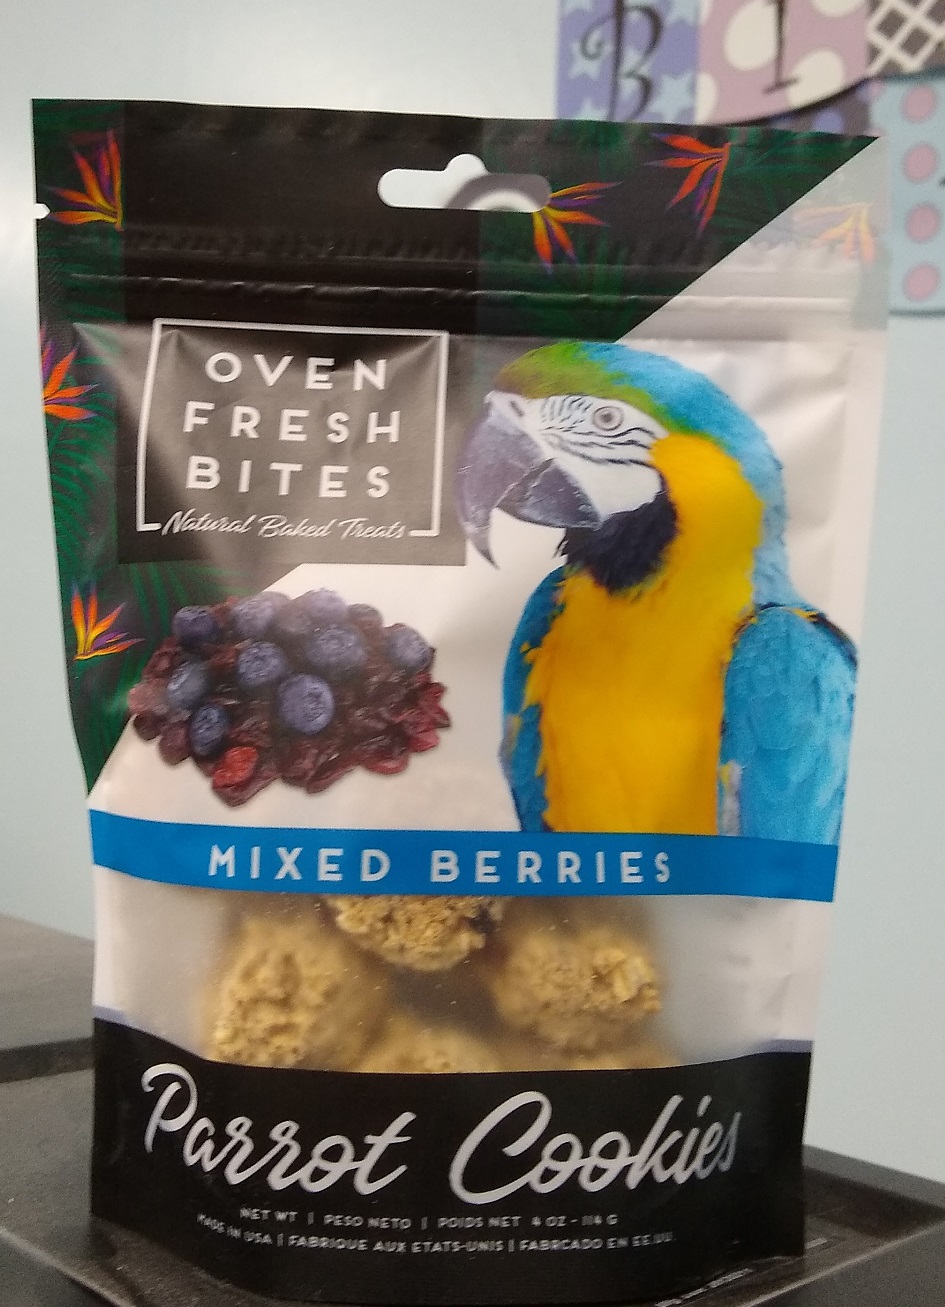 B I
OVEN
FRESH
BITES
Natural Baked Treats
MIXED BERRIES
Parrot Cookies
NET WT | PESO NETO | POIDS NET 4 OZ - 114 G
MADE IN USA | FABRIQUE AUX ETATS-UNIS | FABRCADO EN EE.UU.